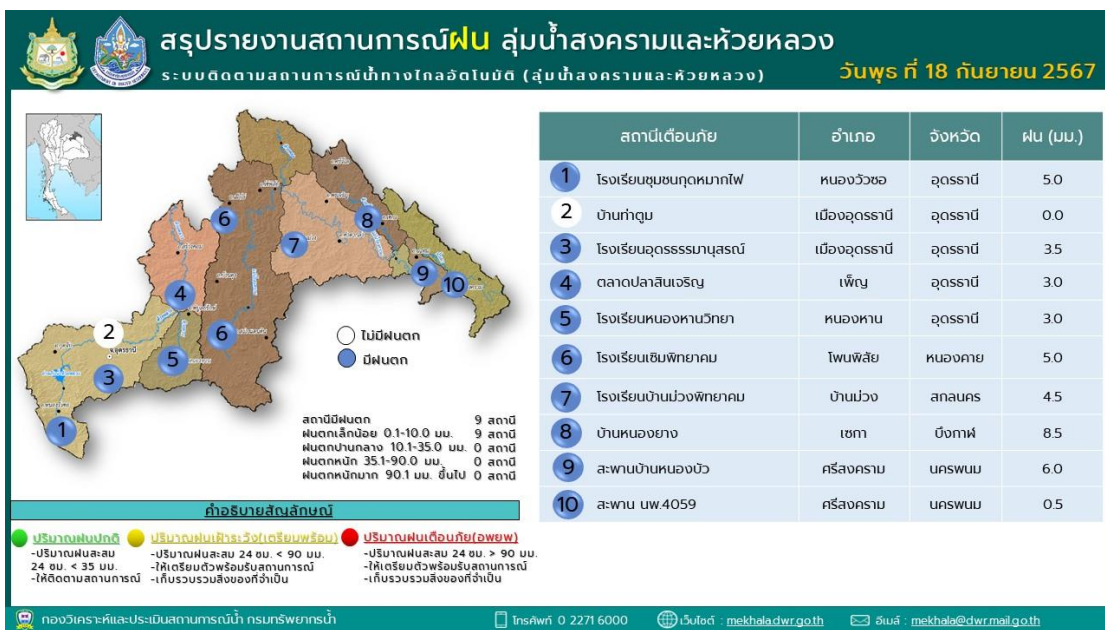 สรุปรายงานสถานการณ์ฝน ลุ่มน้ำสงครามและห้วยหลวง
ระบบติดตามสถานการณ์น้ำทางไกลอัตโนมัติ (ลุ่มน้ำสงครามและห้วยหลวง)
วันพุธ ที่ 18 กันยายน 2567
สถานีเตือนภัย อำเภอ จังหวัด ฝน (มม.)
1 โรงเรียนชุมชนกุดหมากไฟ หนองวัวซอ อุดรธานี 5.0
2 บ้านท่าตูม เมืองอุดรธานี อุดรธานี 0.0
3 โรงเรียนอุดรธรรมานุสรณ์ เมืองอุดรธานี อุดรธานี 3.5
4 ตลาดปลาสินเจริญ เพ็ญ อุดรธานี 3.0
5 โรงเรียนหนองหานวิทยา หนองหาน อุดรธานี 3.0
6 โรงเรียนเซิมพิทยาคม โพนพิสัย หนองคาย 5.0
7 โรงเรียนบ้านม่วงพิทยาคม บ้านม่วง สกลนคร 4.5
8 บ้านหนองยาง เซกา บึงกาฬ 8.5
9 สะพานบ้านหนองบัว ศรีสงคราม นครพนม 6.0
10 สะพาน นพ.4059 ศรีสงคราม นครพนม 0.5
6
8
7
9
10
4
2
6
5
3
1
จ.อุดรธานี
ไม่มีฝนตก
มีฝนตก
สถานีมีฝนตก 9 สถานี
ฝนตกเล็กน้อย 0.1-10.0 มม. 9 สถานี
ฝนตกปานกลาง 10.1-35.0 มม. 0 สถานี
ฝนตกหนัก 35.1-90.0 มม. 0 สถานี
ฝนตกหนักมาก 90.1 มม. ขึ้นไป 0 สถานี
คำอธิบายสัญลักษณ์
ปริมาณฝนปกติ
-ปริมาณฝนสะสม
24 ชม. < 35 มม.
-ให้ติดตามสถานการณ์
ปริมาณฝนเฝ้าระวัง(เตรียมพร้อม)
-ปริมาณฝนสะสม 24 ชม. < 90 มม.
-ให้เตรียมตัวพร้อมรับสถานการณ์
-เก็บรวบรวมสิ่งของที่จำเป็น
ปริมาณฝนเตือนภัย(อพยพ)
-ปริมาณฝนสะสม 24 ชม. > 90 มม.
-ให้เตรียมตัวพร้อมรับสถานการณ์
-เก็บรวบรวมสิ่งของที่จำเป็น
กองวิเคราะห์และประเมินสถานการณ์น้ำ กรมทรัพยากรน้ำ
โทรศัพท์ 0 2271 6000
เว็บไซต์ : mekhala.dwr.go.th
อีเมล์ : mekhala@dwr.mail.go.th